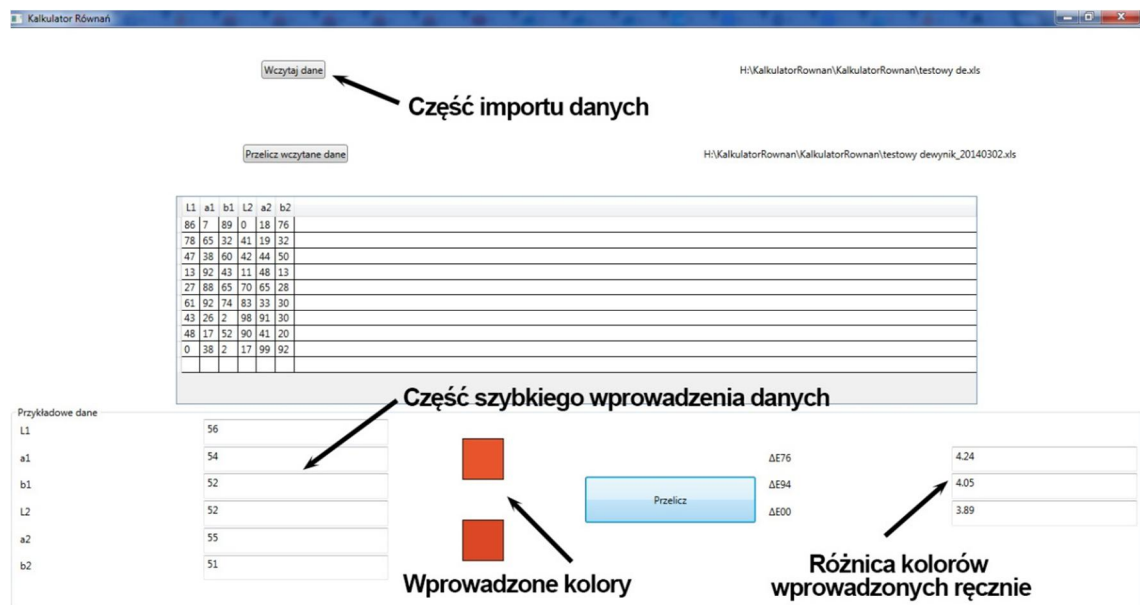 Kalkulator Równań
Wczytaj dane
H:\KalkulatorRownan\KalkulatorRownan\testowy de.xls
Część importu danych
Przelicz wczytane dane
H:\KalkulatorRownan\KalkulatorRownan\testowy dewynik_20140302.xls
L1 a1 b1 L2 a2 b2
86 7 89 0 18 76
78 65 32 41 19 32
47 38 60 42 44 50
13 92 43 11 48 13
27 88 65 70 65 28
61 92 74 83 33 30
43 26 2 98 91 30
48 17 52 90 41 20
0 38 2 17 99 92
Część szybkiego wprowadzenia danych
Przykładowe dane
L1 56
a1 54
b1 52
L2 52
a2 55
b2 51
Przelicz
ΔE76 4.24
ΔE94 4.05
ΔE00 3.89
Wprowadzone kolory
Różnica kolorów
wprowadzonych ręcznie